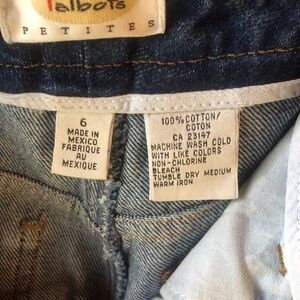 Talbots
PETITES
6
MADE IN
MEXICO
FABRIQUE
AU
MEXIQUE
100% COTTON/
COTON
CA 23147
MACHINE WASH COLD
WITH LIKE COLORS
NON-CHLORINE
BLEACH
TUMBLE DRY MEDIUM
WARM IRON